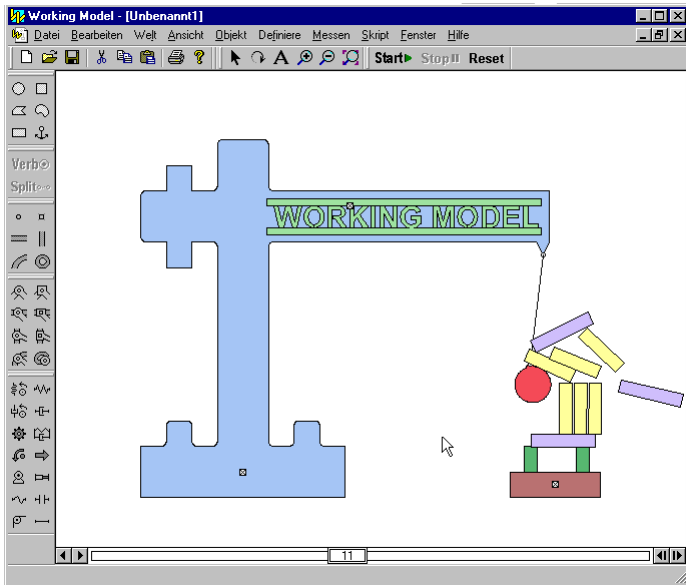 Working Model - [Unbenannt1]
Datei Bearbeiten Welt Ansicht Objekt Definiere Messen Skript Fenster Hilfe
A Start Stop Reset
Verb
Split
WORKING MODEL
11